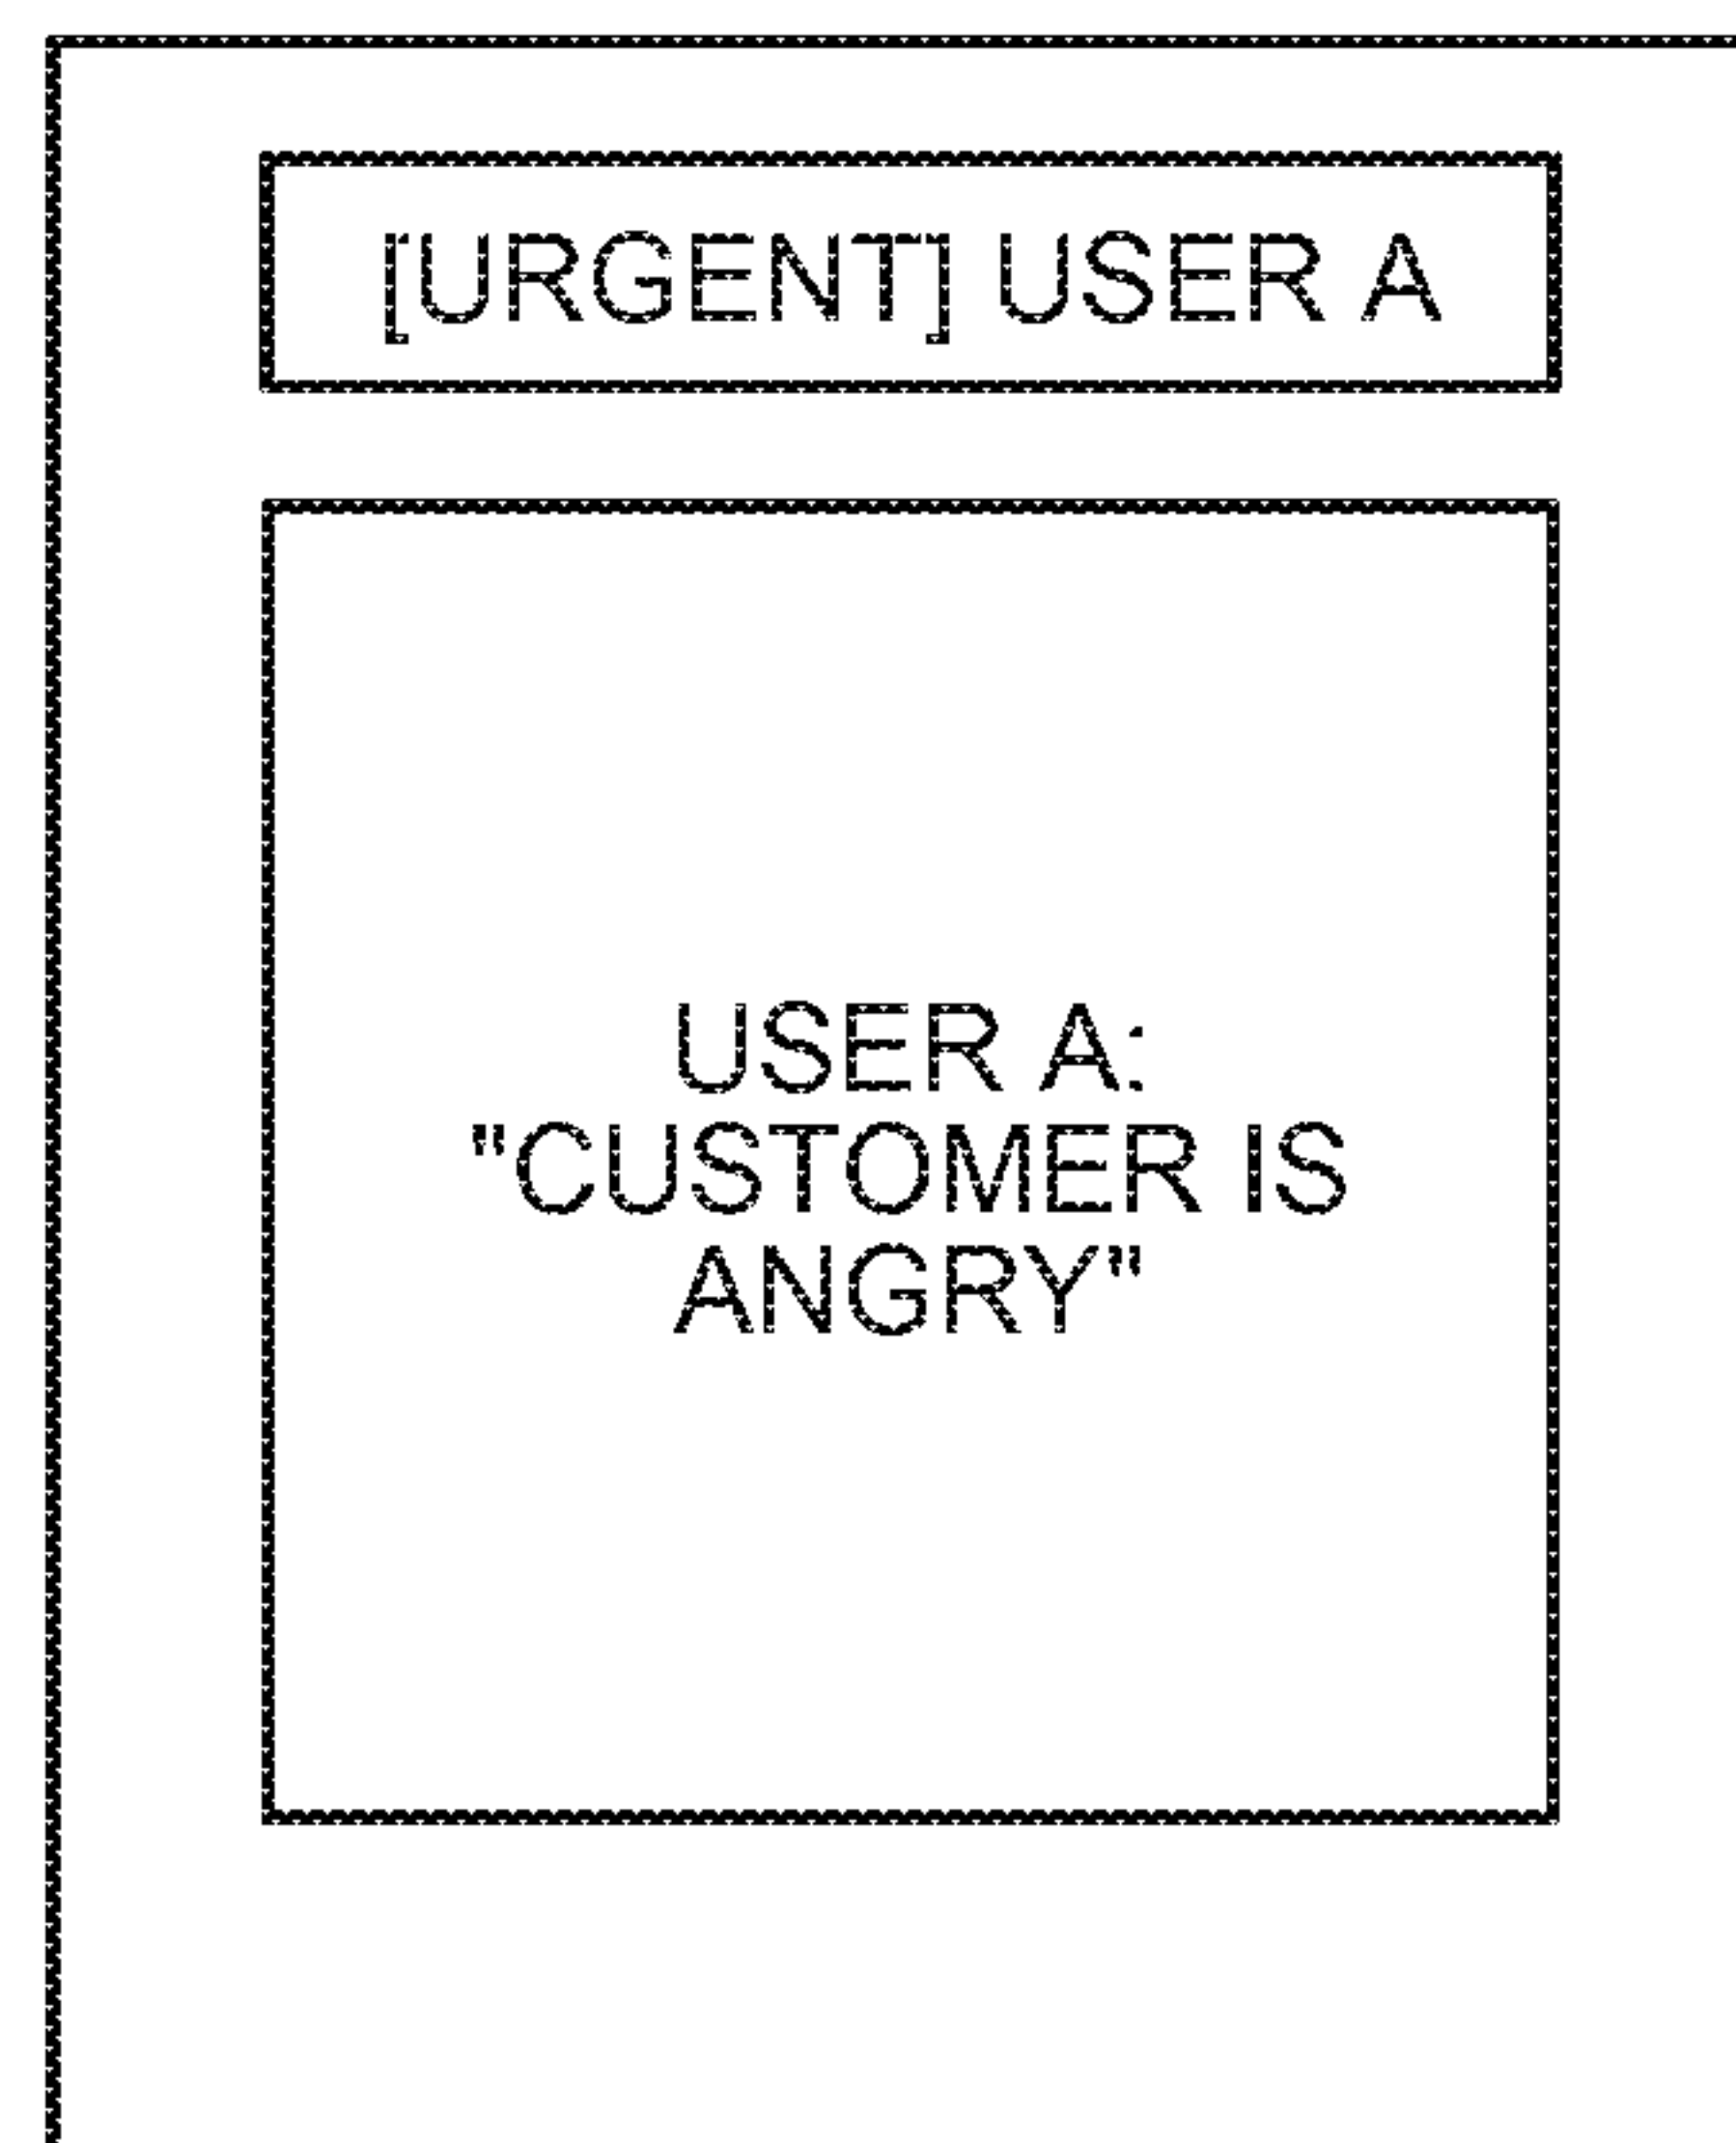 [URGENT] USER A
USER A:
"CUSTOMER IS
ANGRY"